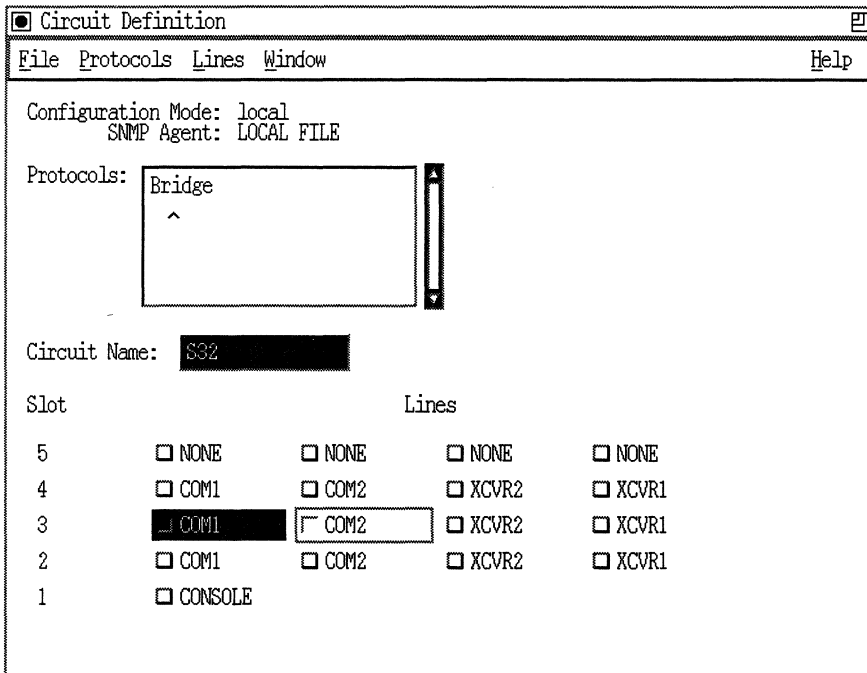 Circuit Definition
File Protocols Lines Window Help
Configuration Mode: local
SNMP Agent: LOCAL FILE
Protocols: Bridge
^
Circuit Name: S32
Slot Lines
5 NONE NONE NONE NONE
4 COM1 COM2 XCVR2 XCVR1
3 COM1 COM2 XCVR2 XCVR1
2 COM1 COM2 XCVR2 XCVR1
1 CONSOLE